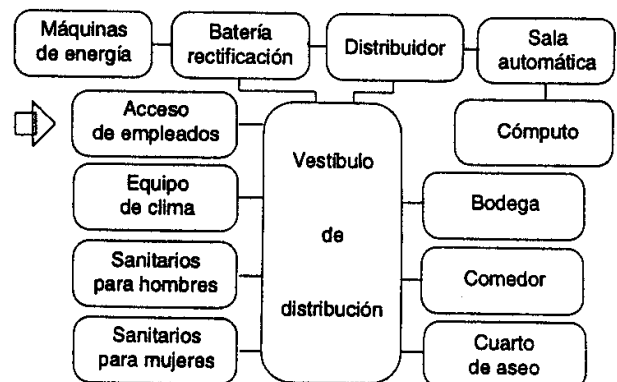 Máquinas
de energía
Batería
rectificación
Distribuidor
Sala
automática
Acceso
de empleados
Cómputo
Vestíbulo
de
distribución
Equipo
de clima
Bodega
Sanitarios
para hombres
Comedor
Sanitarios
para mujeres
Cuarto
de aseo